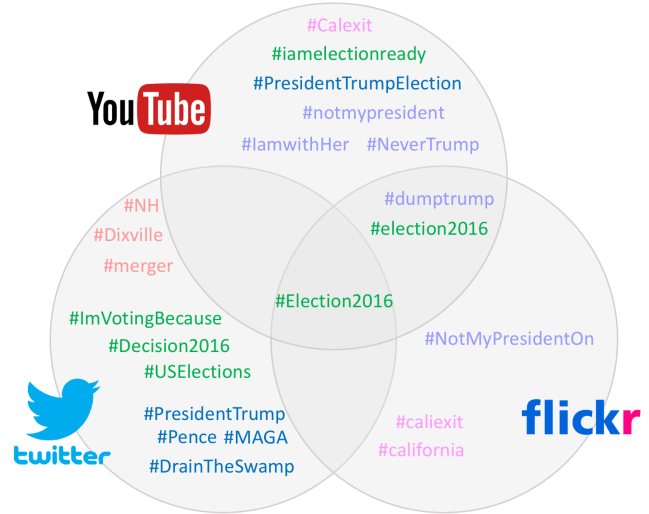 #Calexit
#iamelectionready
#PresidentTrumpElection
YouTube
#notmypresident
#IamwithHer #NeverTrump
#dumptrump
#NH
#election2016
#Dixville
#merger
#Election2016
#ImVotingBecause
#NotMyPresidentOn
#Decision2016
#USElections
#PresidentTrump
flickr
#caliexit
#Pence #MAGA
#california
twitter
#DrainTheSwamp